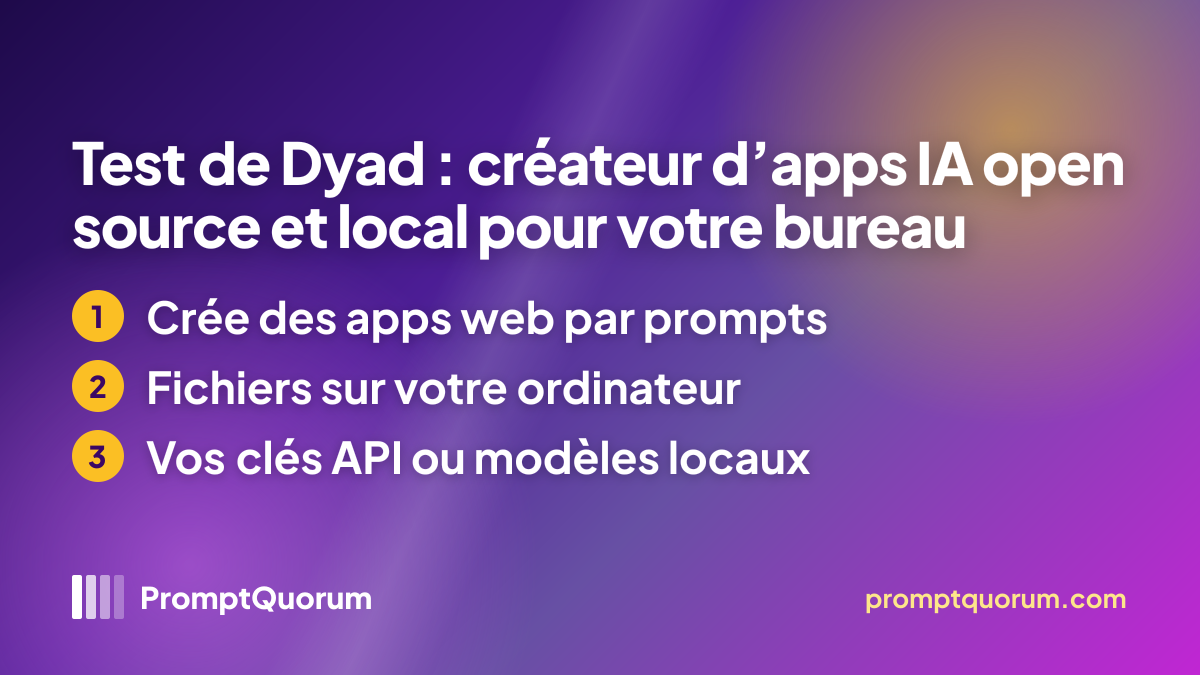 Test de Dyad : créateur d’apps IA open
source et local pour votre bureau
1 Crée des apps web par prompts
2 Fichiers sur votre ordinateur
3 Vos clés API ou modèles locaux
PromptQuorum
promptquorum.com